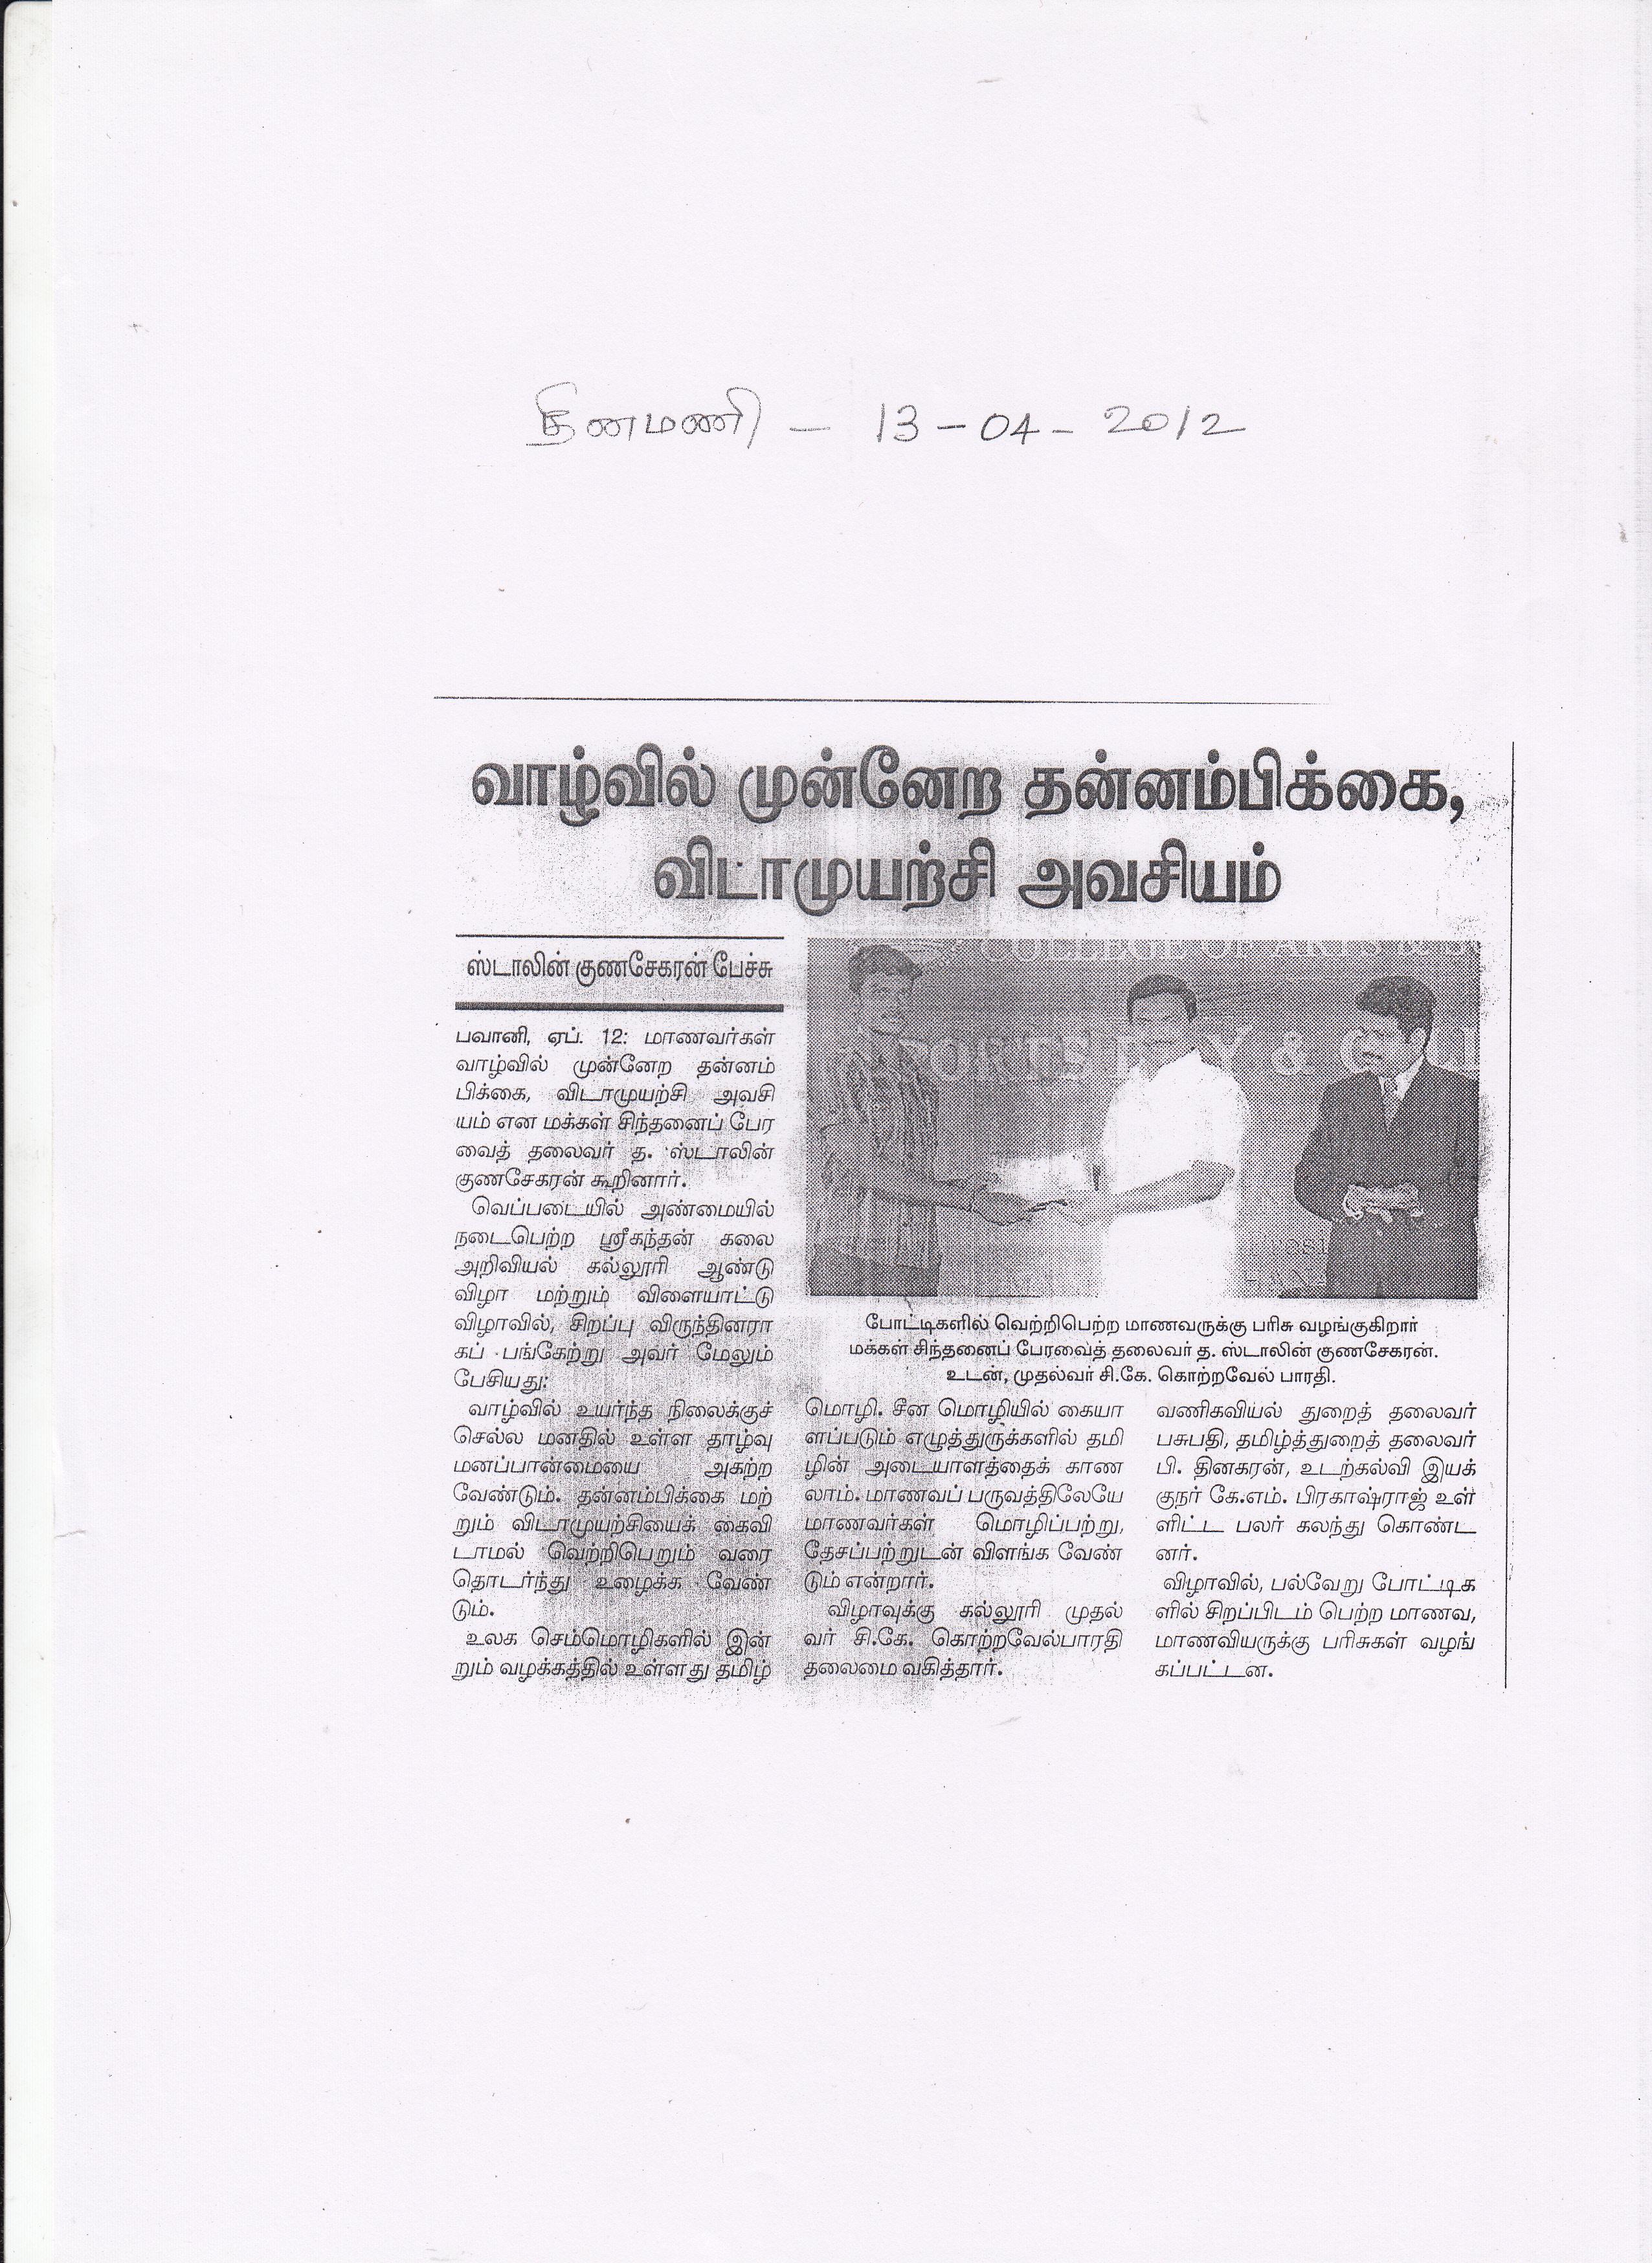 தினமணி - 13-04-2012
வாழ்வில் முன்னேற தன்னம்பிக்கை,
விடாமுயற்சி அவசியம்
ஸ்டாலின் குணசேகரன் பேச்சு
பவானி, ஏப். 12: மாணவர்கள்
வாழ்வில் முன்னேற தன்னம்
பிக்கை, விடாமுயற்சி அவசி
யம் என மக்கள் சிந்தனைப் பேர
வைத் தலைவர் த. ஸ்டாலின்
குணசேகரன் கூறினார்.
வெப்படையில் அண்மையில்
நடைபெற்ற ஸ்ரீகந்தன் கலை
அறிவியல் கல்லூரி ஆண்டு
விழா மற்றும் விளையாட்டு
விழாவில், சிறப்பு விருந்தினரா
கப் பங்கேற்று அவர் மேலும்
பேசியது:
வாழ்வில் உயர்ந்த நிலைக்குச்
செல்ல மனதில் உள்ள தாழ்வு
மனப்பான்மையை அகற்ற
வேண்டும். தன்னம்பிக்கை மற்
றும் விடாமுயற்சியைக் கைவி
டாமல் வெற்றிபெறும் வரை
தொடர்ந்து உழைக்க வேண்
டும்.
உலக செம்மொழிகளில் இன்
றும் வழக்கத்தில் உள்ளது தமிழ்
COLLEGE OF ARTS &
SPORTS DAY & C
போட்டிகளில் வெற்றிபெற்ற மாணவருக்கு பரிசு வழங்குகிறார்
மக்கள் சிந்தனைப் பேரவைத் தலைவர் த. ஸ்டாலின் குணசேகரன்.
உடன், முதல்வர் சி.கே. கொற்றவேல் பாரதி.
மொழி. சீன மொழியில் கையா
ளப்படும் எழுத்துருக்களில் தமி
ழின் அடையாளத்தைக் காண
லாம். மாணவப் பருவத்திலேயே
மாணவர்கள் மொழிப்பற்று,
தேசப்பற்றுடன் விளங்க வேண்
டும் என்றார்.
விழாவுக்கு கல்லூரி முதல்
வர் சி.கே. கொற்றவேல்பாரதி
தலைமை வகித்தார்.
வணிகவியல் துறைத் தலைவர்
பசுபதி, தமிழ்த்துறைத் தலைவர்
பி. தினகரன், உடற்கல்வி இயக்
குநர் கே.எம். பிரகாஷ்ராஜ் உள்
ளிட்ட பலர் கலந்து கொண்ட
னர்.
விழாவில், பல்வேறு போட்டிக
ளில் சிறப்பிடம் பெற்ற மாணவ,
மாணவியருக்கு பரிசுகள் வழங்
கப்பட்டன.